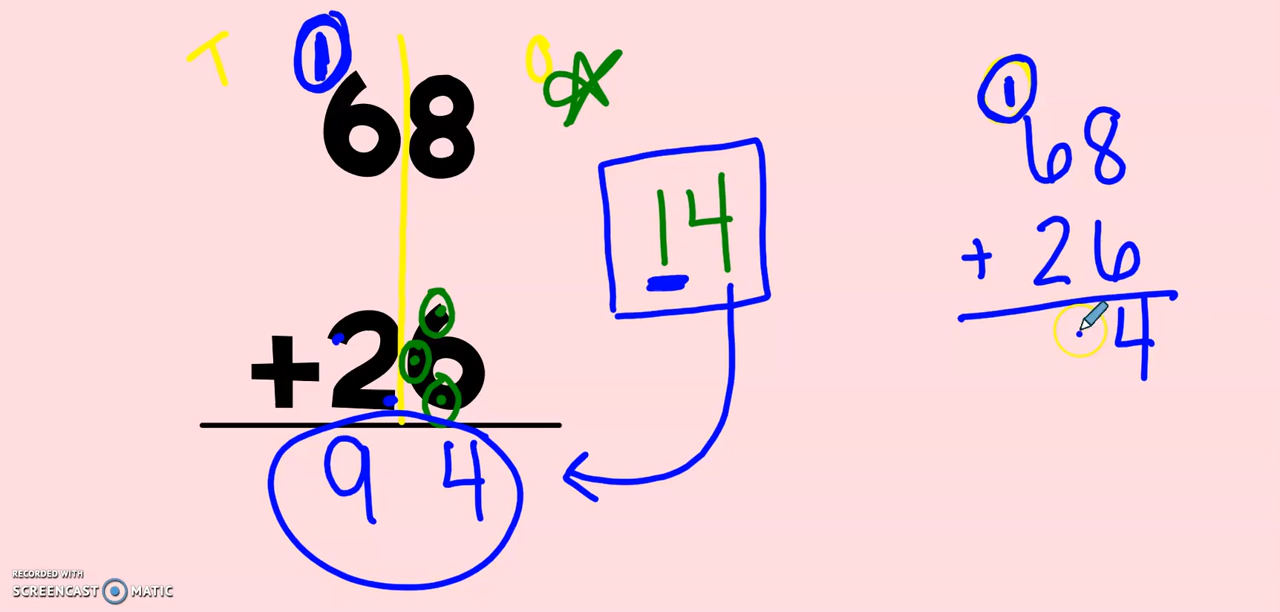 T 1 O
68
+26
94
14
1
68
+ 26
4
RECORDED WITH
SCREENCAST MATIC